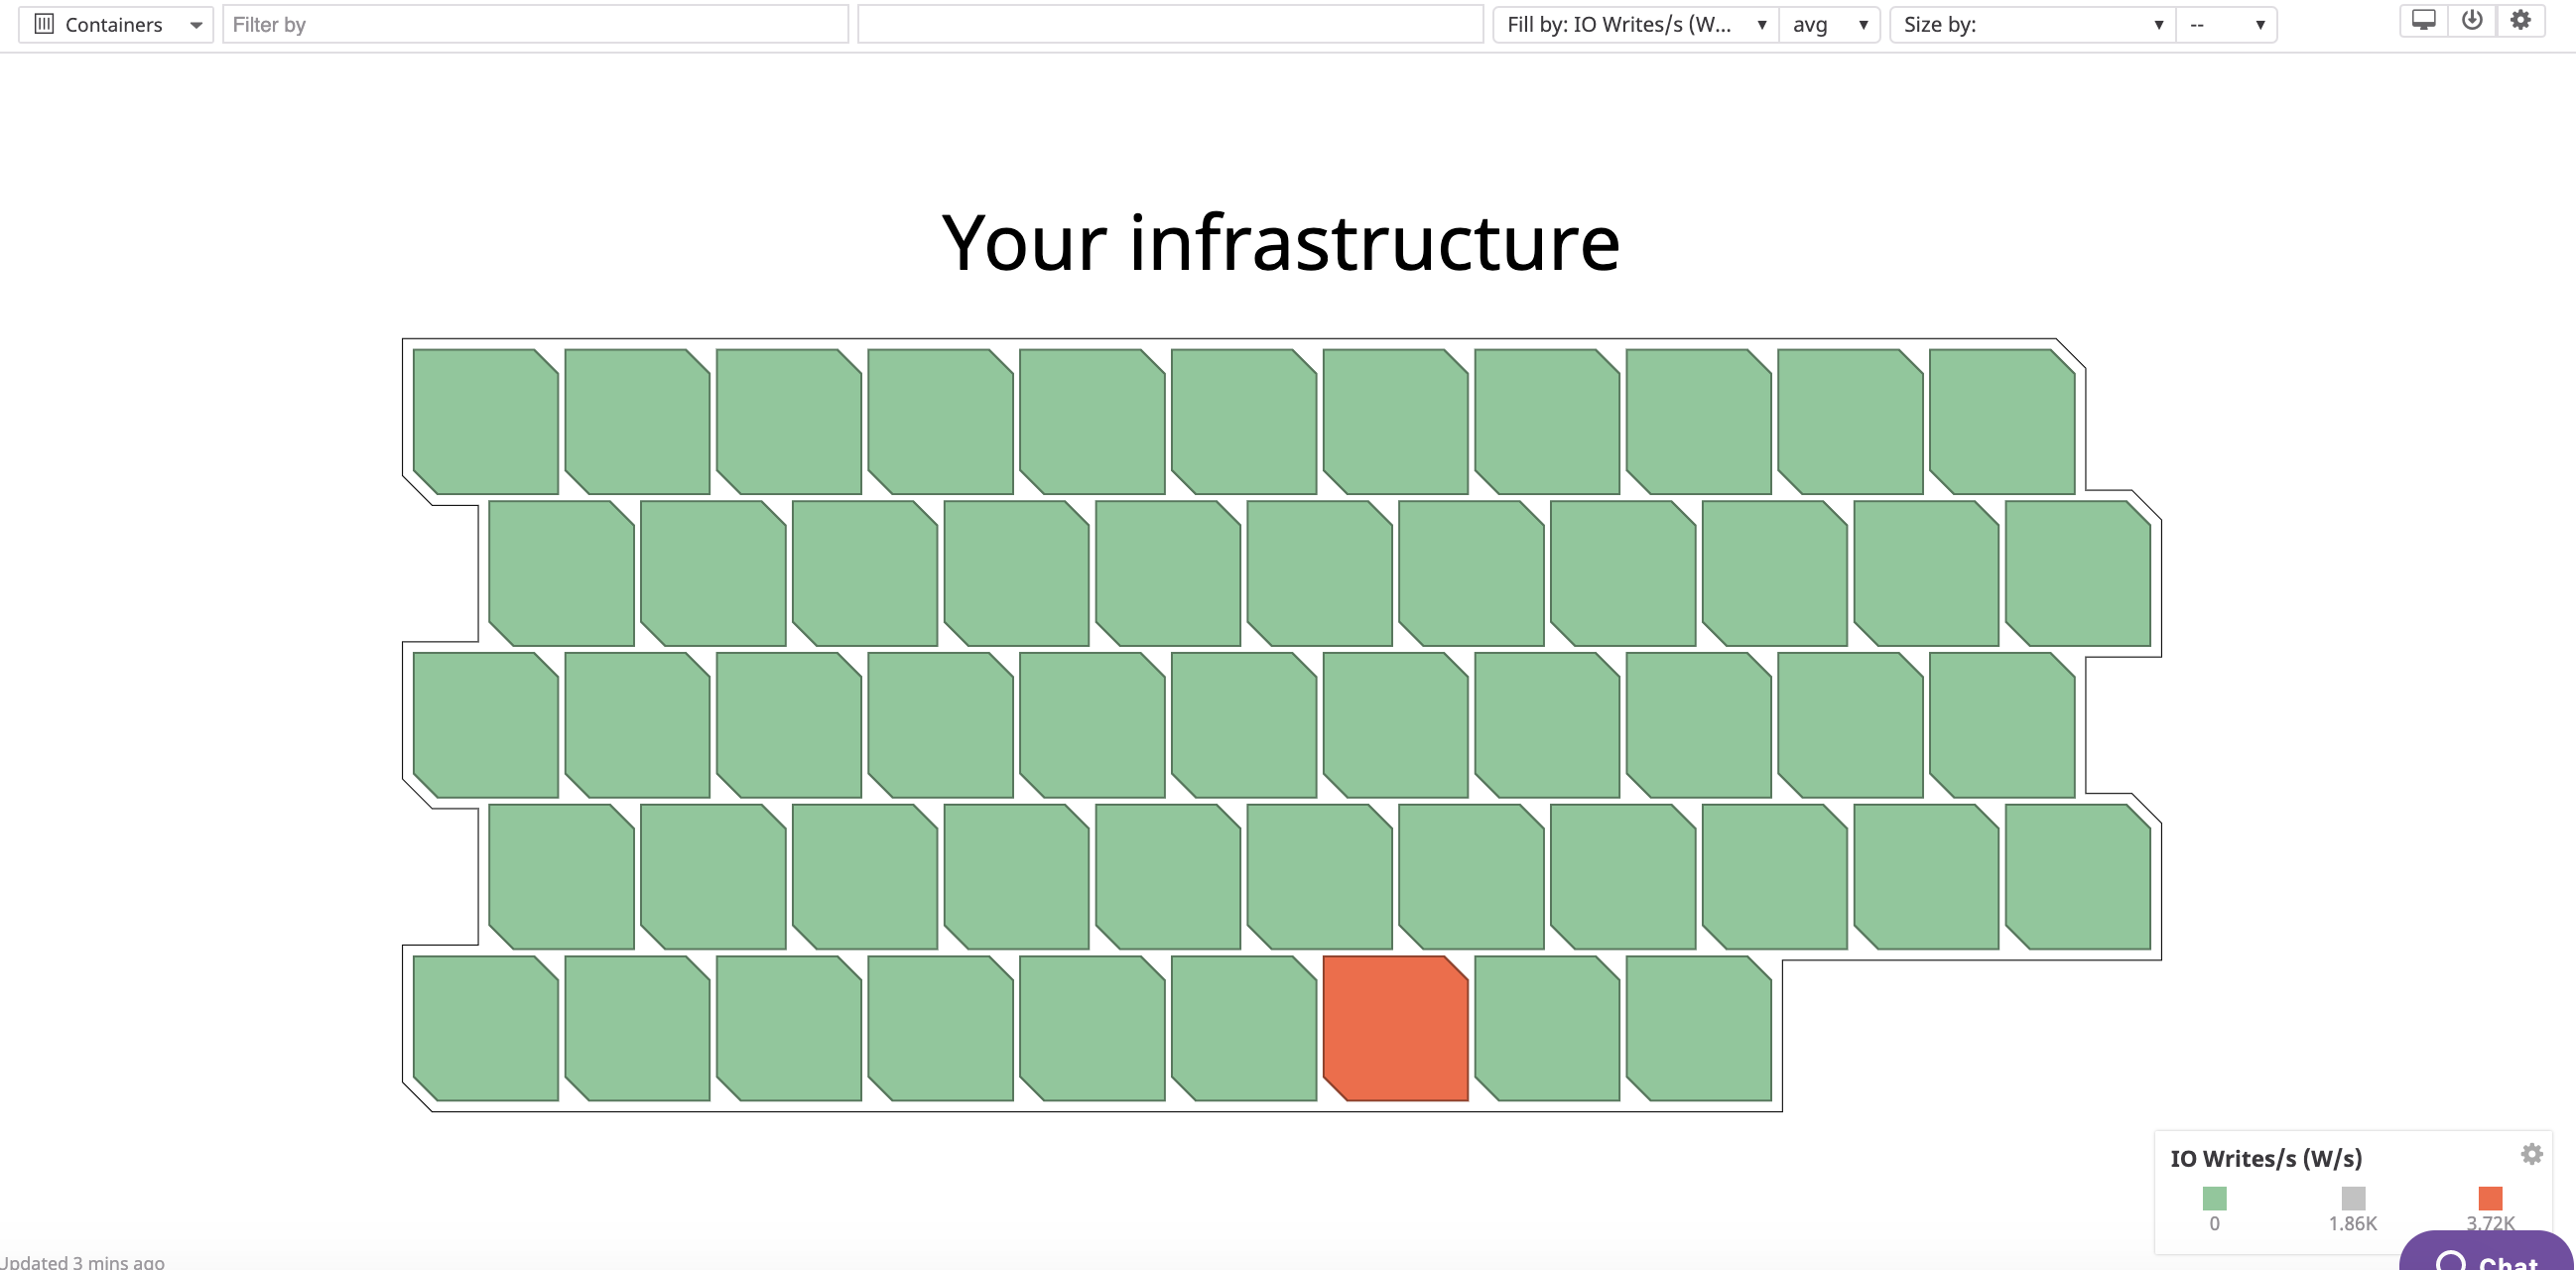 Containers
Filter by
Fill by: IO Writes/s (W...
avg
Size by:
--
Your infrastructure
IO Writes/s (W/s)
0
1.86K
3.72K
Updated 3 mins ago
Chat